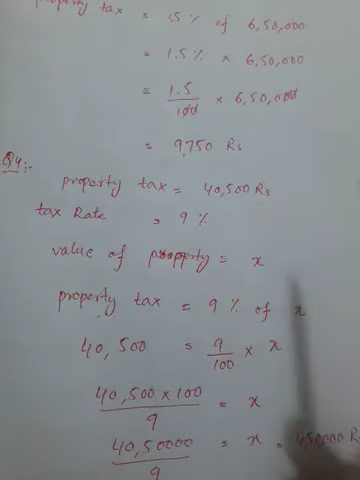 property tax = 1.5 % of 6,50,000
= 1.5 % × 6,50,000
= 1.5/100 × 6,50,000
= 9,750 Rs
Q4:-
property tax = 40,500 Rs
tax Rate = 9 %
value of property = x
property tax = 9 % of x
40,500 = 9/100 × x
40,500 × 100/9 = x
40,50000/9 = x = 450000 R